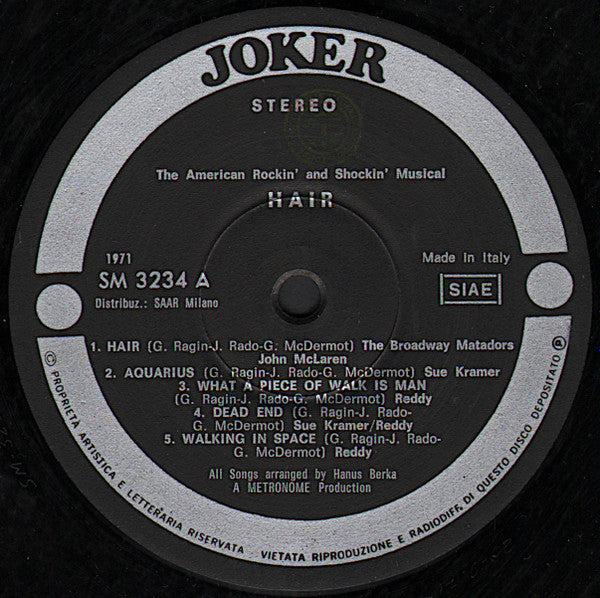 JOKER
STEREO
The American Rockin' and Shockin' Musical
HAIR
1971
Made in Italy
SM 3234 A
SIAE
Distribuz.: SAAR Milano
1. HAIR (G. Ragin-J. Rado-G. McDermot) The Broadway Matadors
John McLaren
2. AQUARIUS (G. Ragin-J. Rado-G. McDermot) Sue Kramer
3. WHAT A PIECE OF WALK IS MAN
(G. Ragin-J. Rado-G. McDermot) Reddy
4. DEAD END (G. Ragin-J. Rado-
G. McDermot) Sue Kramer/Reddy
5. WALKING IN SPACE (G. Ragin-J. Rado-
G. McDermot) Reddy
All Songs arranged by Hanus Berka
A METRONOME Production
© PROPRIETA ARTISTICA E LETTERARIA RISERVATA - VIETATA RIPRODUZIONE E RADIODIFF. DI QUESTO DISCO DEPOSITATO ℗